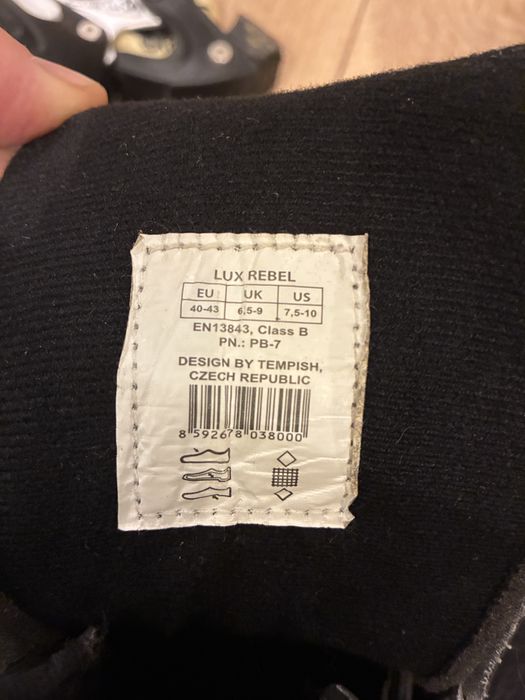 LUX REBEL
EU UK US
40-43 6,5-9 7,5-10
EN13843, Class B
PN.: PB-7
DESIGN BY TEMPISH,
CZECH REPUBLIC
8 592678 038000